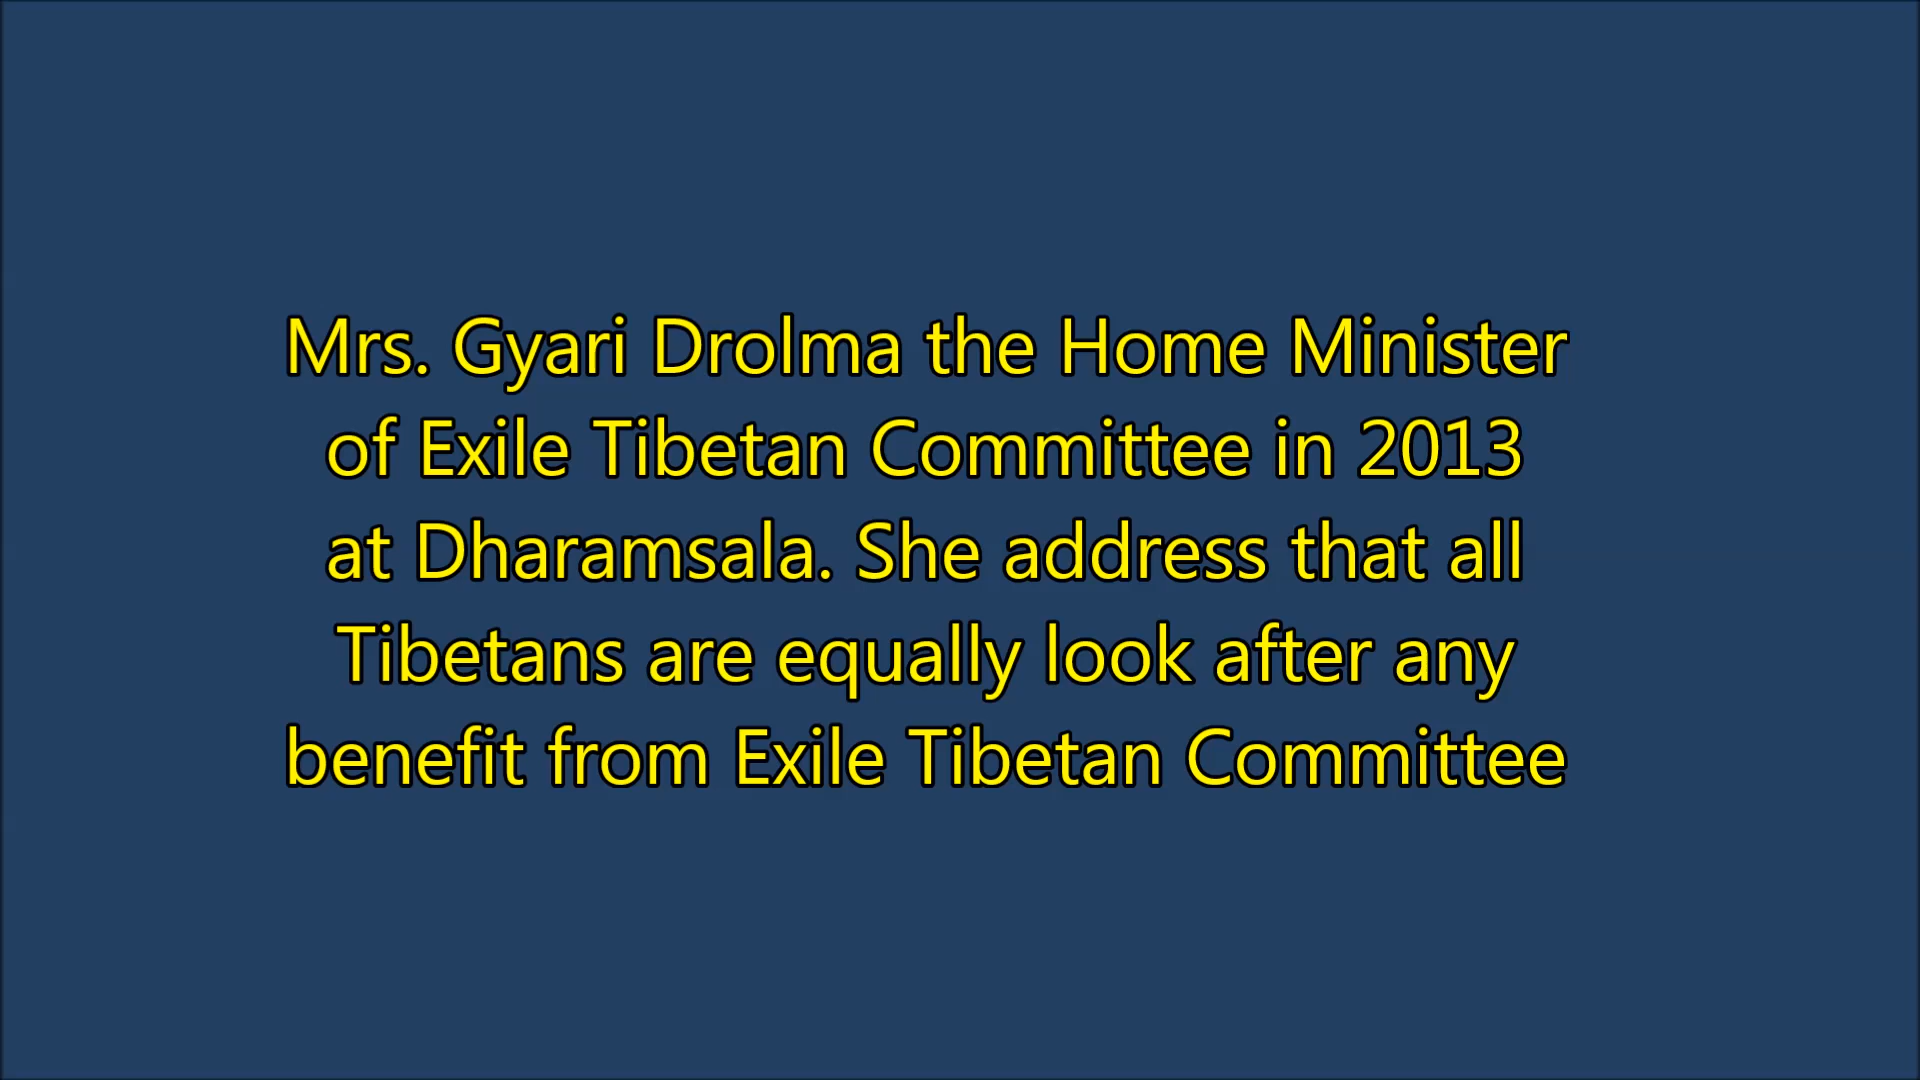 Mrs. Gyari Drolma the Home Minister
of Exile Tibetan Committee in 2013
at Dharamsala. She address that all
Tibetans are equally look after any
benefit from Exile Tibetan Committee